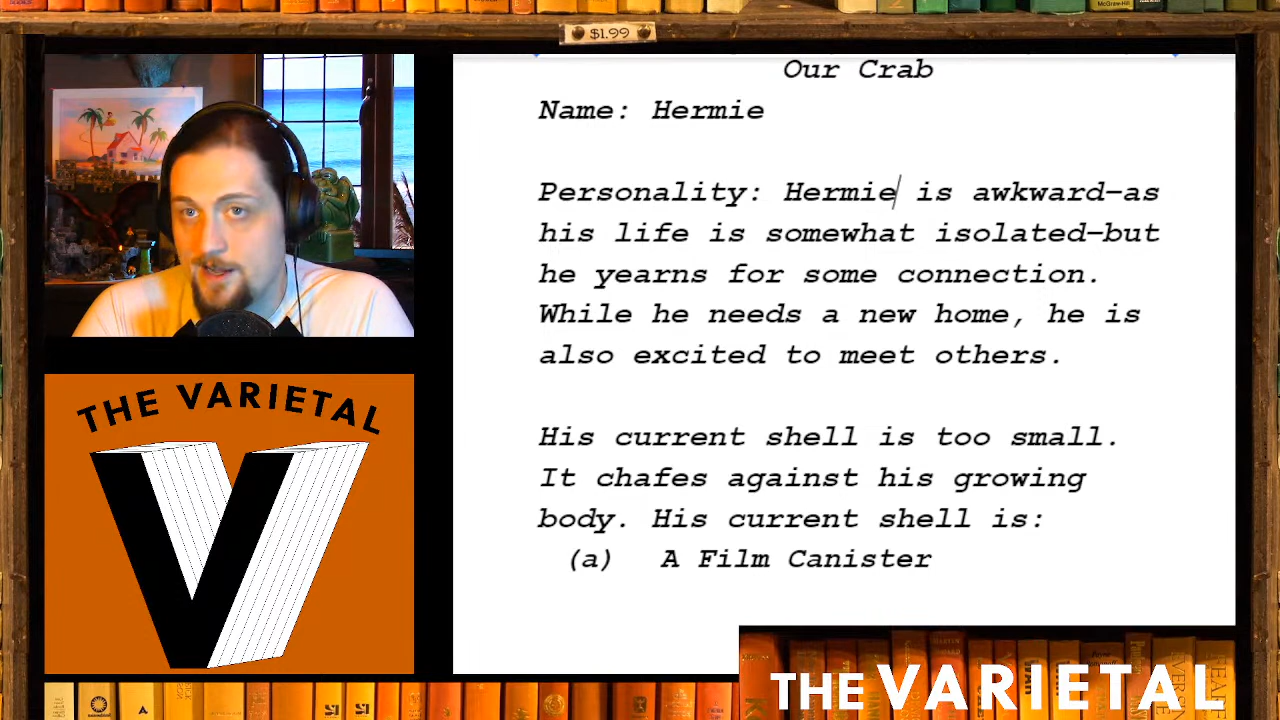 McGraw-Hill
$1.99
Our Crab
Name: Hermie
Personality: Hermie is awkward—as
his life is somewhat isolated—but
he yearns for some connection.
While he needs a new home, he is
also excited to meet others.
His current shell is too small.
It chafes against his growing
body. His current shell is:
(a) A Film Canister
THE VARIETAL
V
THE VARIETAL